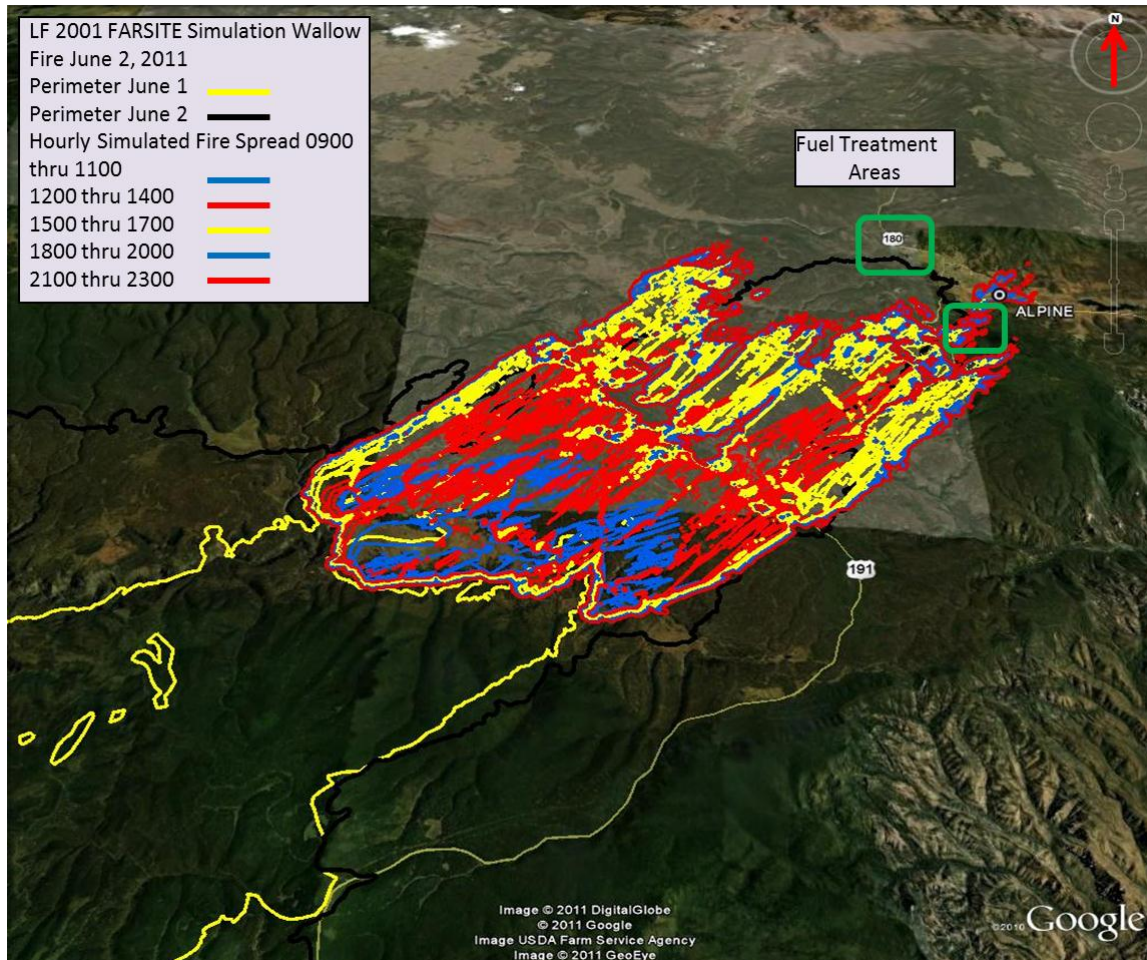 LF 2001 FARSITE Simulation Wallow
Fire June 2, 2011
Perimeter June 1
Perimeter June 2
Hourly Simulated Fire Spread 0900
thru 1100
1200 thru 1400
1500 thru 1700
1800 thru 2000
2100 thru 2300
N
Fuel Treatment
Areas
180
ALPINE
191
Image © 2011 DigitalGlobe
© 2011 Google
Image USDA Farm Service Agency
Image © 2011 GeoEye
©2010 Google